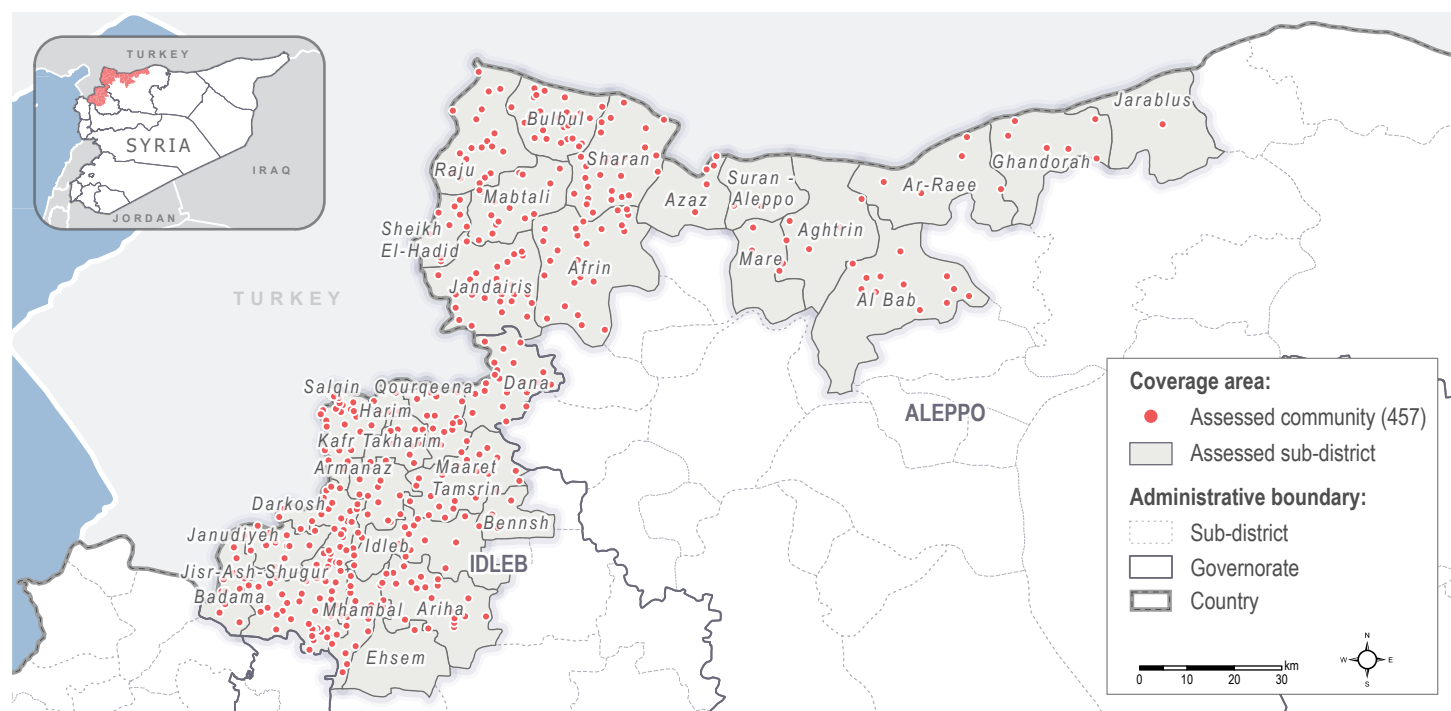 TURKEY
SYRIA
IRAQ
JORDAN
TURKEY
Jarablus
Bulbul
Sharan
Ghandorah
Raju
Mabtali
Suran -
Aleppo
Ar-Raee
Azaz
Sheikh
El-Hadid
Aghtrin
Mare
Afrin
Jandairis
Al Bab
Salqin
Qourqeena
Dana
Harim
Kafr Takharim
Armanaz
Maaret
Tamsrin
Darkosh
Bennsh
Janudiyeh
Idleb
IDLEB
Jisr-Ash-Shugur
Badama
Mhambal
Ariha
Ehsem
ALEPPO
Coverage area:
Assessed community (457)
Assessed sub-district
Administrative boundary:
Sub-district
Governorate
Country
km
0 10 20 30
N
W E
S